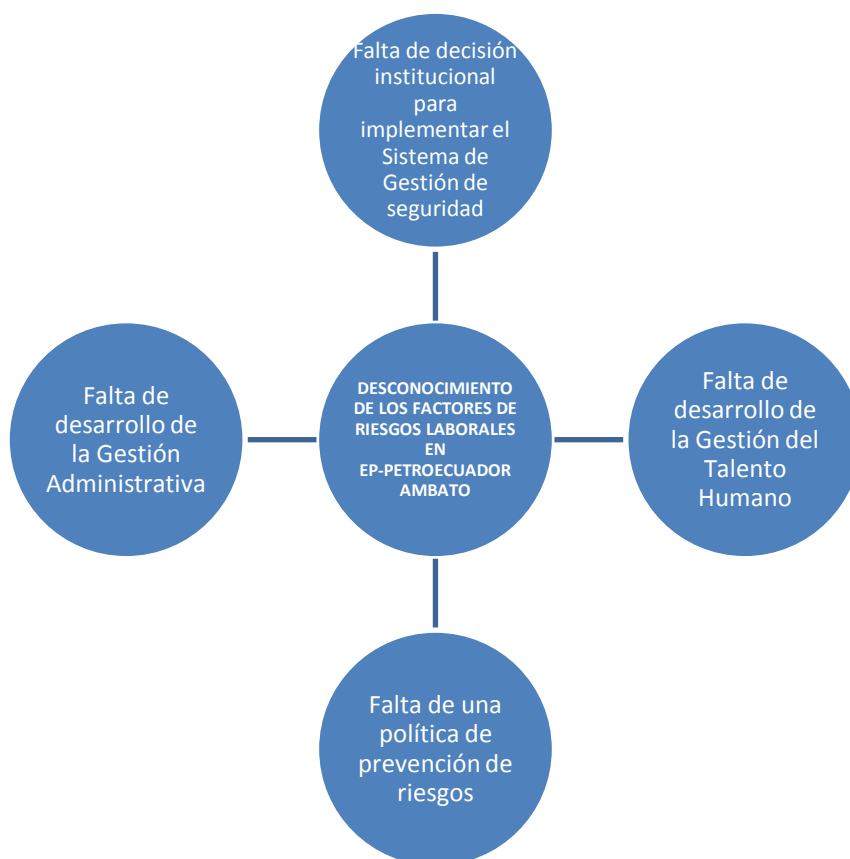 Falta de decisión
institucional
para
implementar el
Sistema de
Gestión de
seguridad
Falta de
desarrollo de
la Gestión
Administrativa
DESCONOCIMIENTO
DE LOS FACTORES DE
RIESGOS LABORALES
EN
EP-PETROECUADOR
AMBATO
Falta de
desarrollo de
la Gestión del
Talento
Humano
Falta de una
política de
prevención de
riesgos